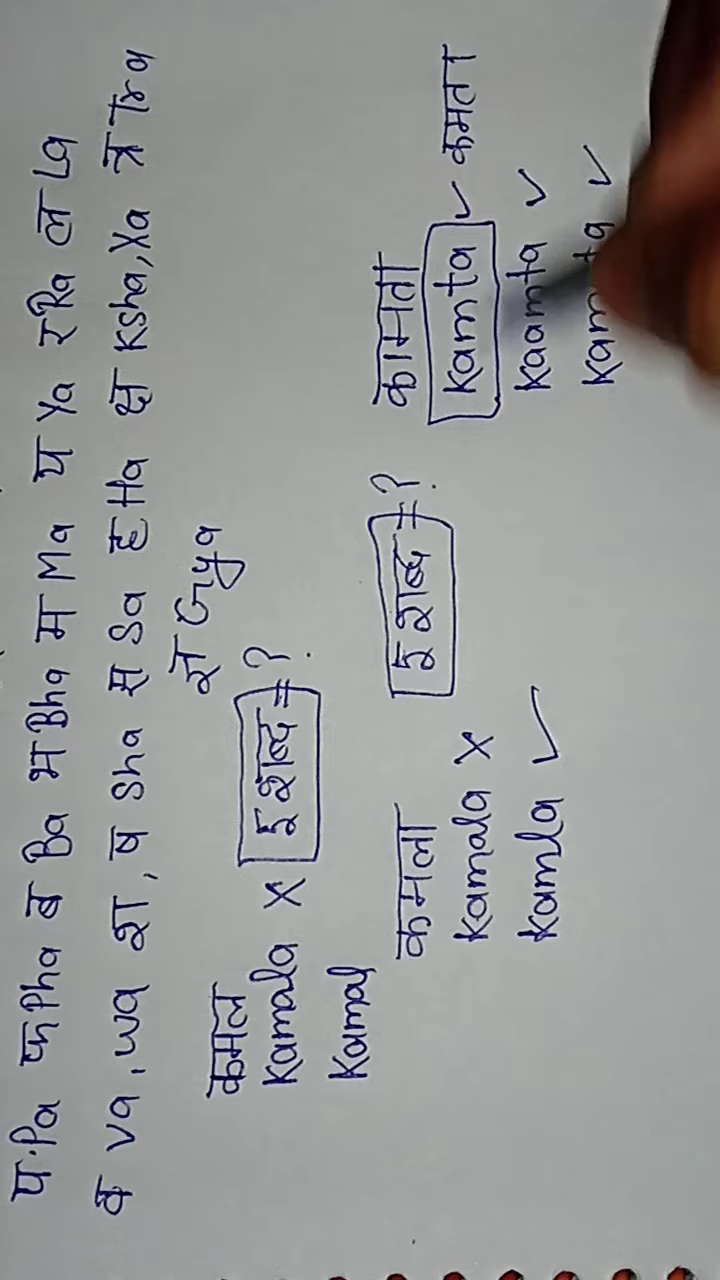 प Pa फ Pha ब Ba भ Bha म Ma य Ya र Ra ल La
व Va, Wa श, ष Sha स Sa ह Ha क्ष Ksha, Xa त्र Tra
ज्ञ Gya
कमल
Kamala x 5 शब्द = ?
Kamal
कमला
Kamala x
Kamla ✓
5 शब्द = ?
कामता
Kamta ✓ कमता
Kaamta ✓
✓